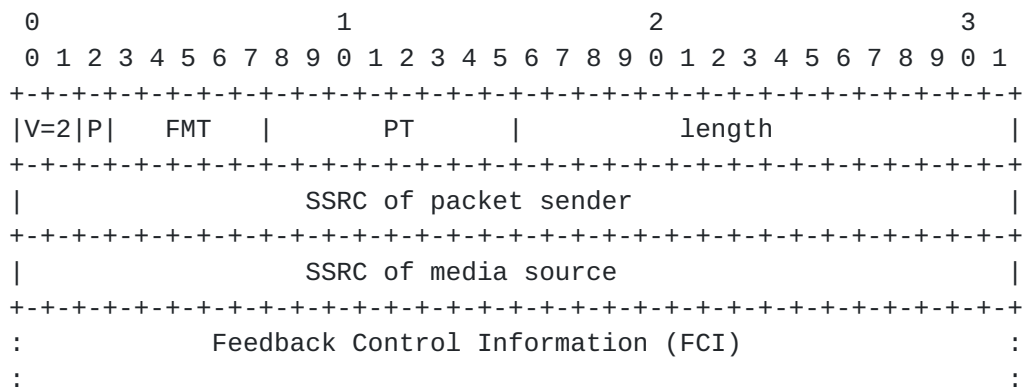 0                   1                   2                   3
 0 1 2 3 4 5 6 7 8 9 0 1 2 3 4 5 6 7 8 9 0 1 2 3 4 5 6 7 8 9 0 1
+-+-+-+-+-+-+-+-+-+-+-+-+-+-+-+-+-+-+-+-+-+-+-+-+-+-+-+-+-+-+-+-+
|V=2|P|   FMT   |       PT      |          length               |
+-+-+-+-+-+-+-+-+-+-+-+-+-+-+-+-+-+-+-+-+-+-+-+-+-+-+-+-+-+-+-+-+
|                  SSRC of packet sender                        |
+-+-+-+-+-+-+-+-+-+-+-+-+-+-+-+-+-+-+-+-+-+-+-+-+-+-+-+-+-+-+-+-+
|                  SSRC of media source                         |
+-+-+-+-+-+-+-+-+-+-+-+-+-+-+-+-+-+-+-+-+-+-+-+-+-+-+-+-+-+-+-+-+
:            Feedback Control Information (FCI)                 :
:                                                               :